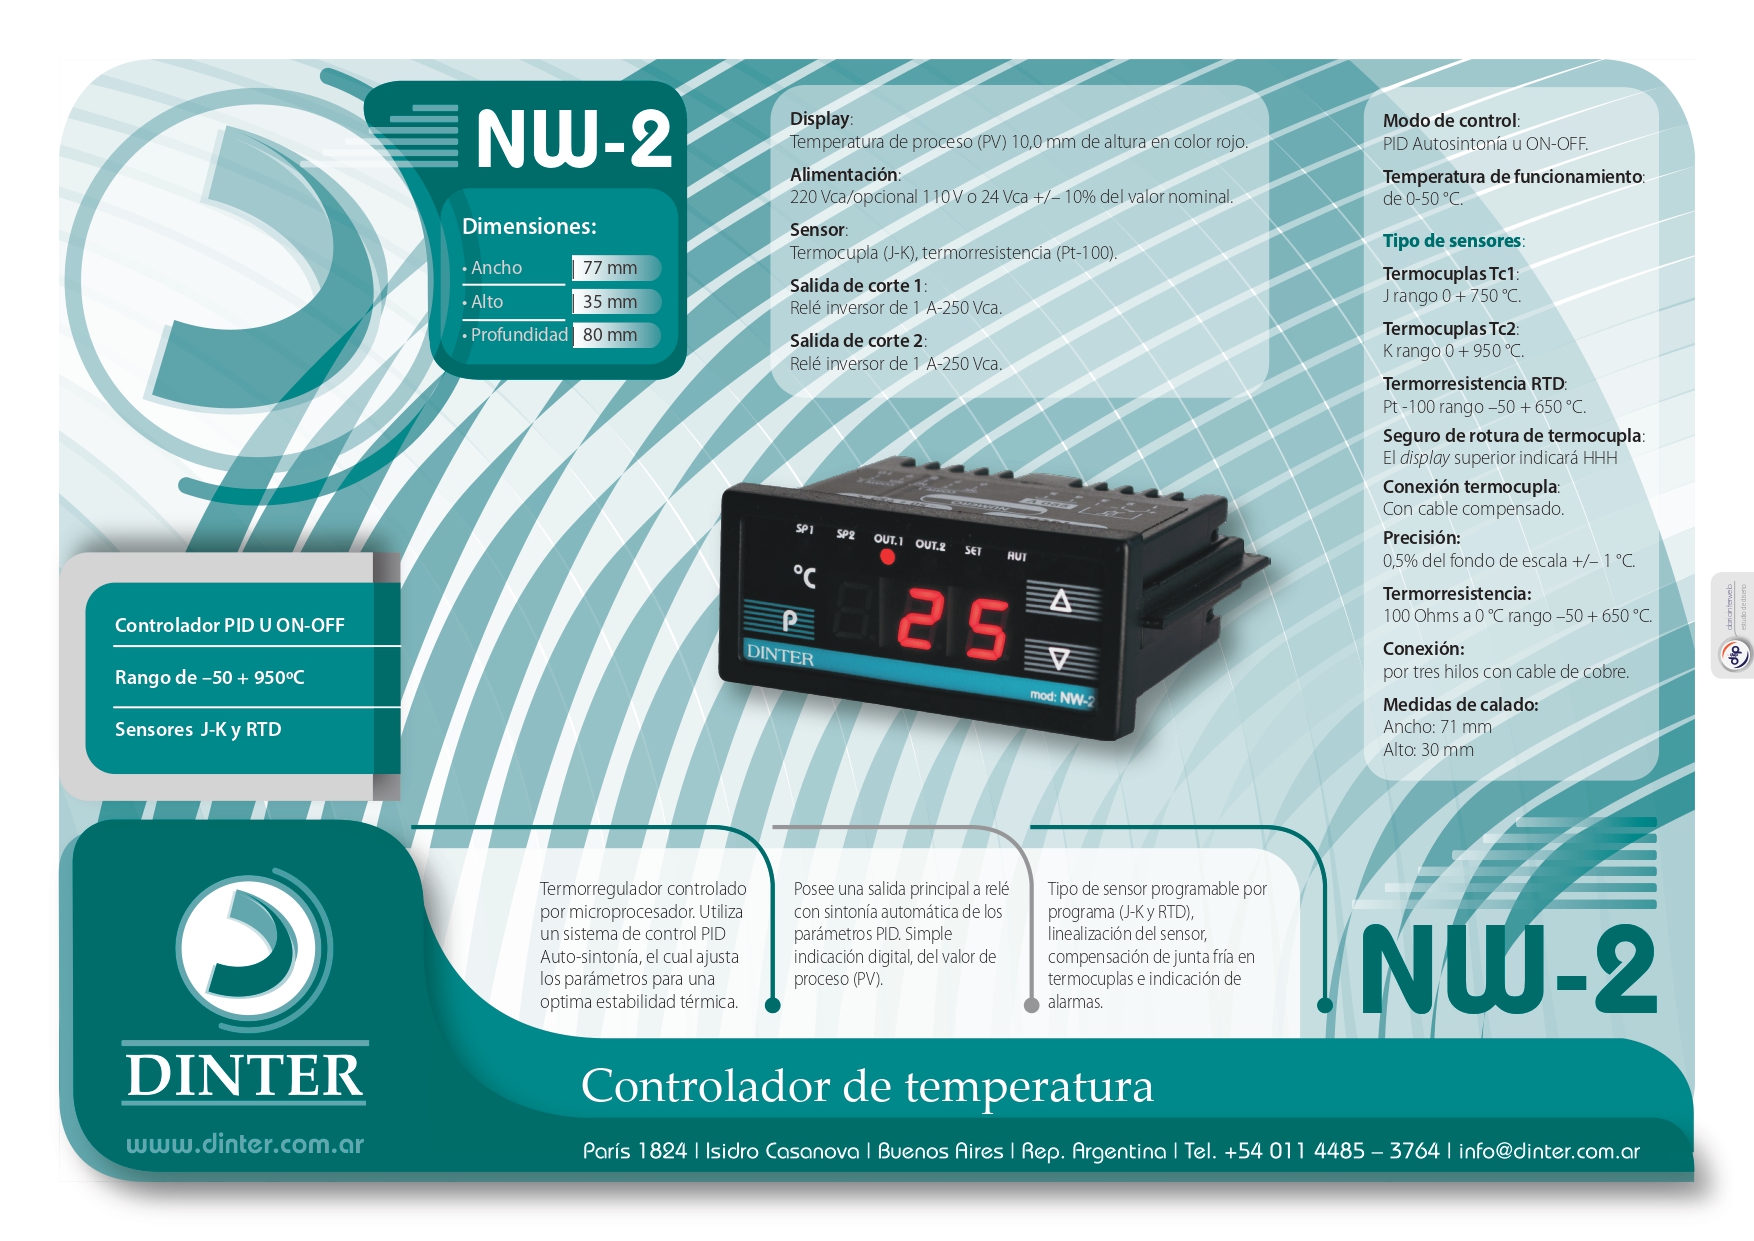 NW-2
Dimensiones:
• Ancho 77 mm
• Alto 35 mm
• Profundidad 80 mm
Display:
Temperatura de proceso (PV) 10,0 mm de altura en color rojo.
Alimentación:
220 Vca/opcional 110 V o 24 Vca +/– 10% del valor nominal.
Sensor:
Termocupla (J-K), termorresistencia (Pt-100).
Salida de corte 1:
Relé inversor de 1 A-250 Vca.
Salida de corte 2:
Relé inversor de 1 A-250 Vca.
Modo de control:
PID Autosintonía u ON-OFF.
Temperatura de funcionamiento:
de 0-50 °C.
Tipo de sensores:
Termocuplas Tc1:
J rango 0 + 750 °C.
Termocuplas Tc2:
K rango 0 + 950 °C.
Termorresistencia RTD:
Pt -100 rango –50 + 650 °C.
Seguro de rotura de termocupla:
El display superior indicará HHH
Conexión termocupla:
Con cable compensado.
Precisión:
0,5% del fondo de escala +/– 1 °C.
Termorresistencia:
100 Ohms a 0 °C rango –50 + 650 °C.
Conexión:
por tres hilos con cable de cobre.
Medidas de calado:
Ancho: 71 mm
Alto: 30 mm
SP1 SP2 OUT.1 OUT.2 SET AUT
°C
25
P
DINTER
mod: NW-2
Controlador PID U ON-OFF
Rango de –50 + 950ºC
Sensores J-K y RTD
Termorregulador controlado
por microprocesador. Utiliza
un sistema de control PID
Auto-sintonía, el cual ajusta
los parámetros para una
optima estabilidad térmica.
Posee una salida principal a relé
con sintonía automática de los
parámetros PID. Simple
indicación digital, del valor de
proceso (PV).
Tipo de sensor programable por
programa (J-K y RTD),
linealización del sensor,
compensación de junta fría en
termocuplas e indicación de
alarmas.
NW-2
DINTER
www.dinter.com.ar
Controlador de temperatura
París 1824 | Isidro Casanova | Buenos Aires | Rep. Argentina | Tel. +54 011 4485 – 3764 | info@dinter.com.ar